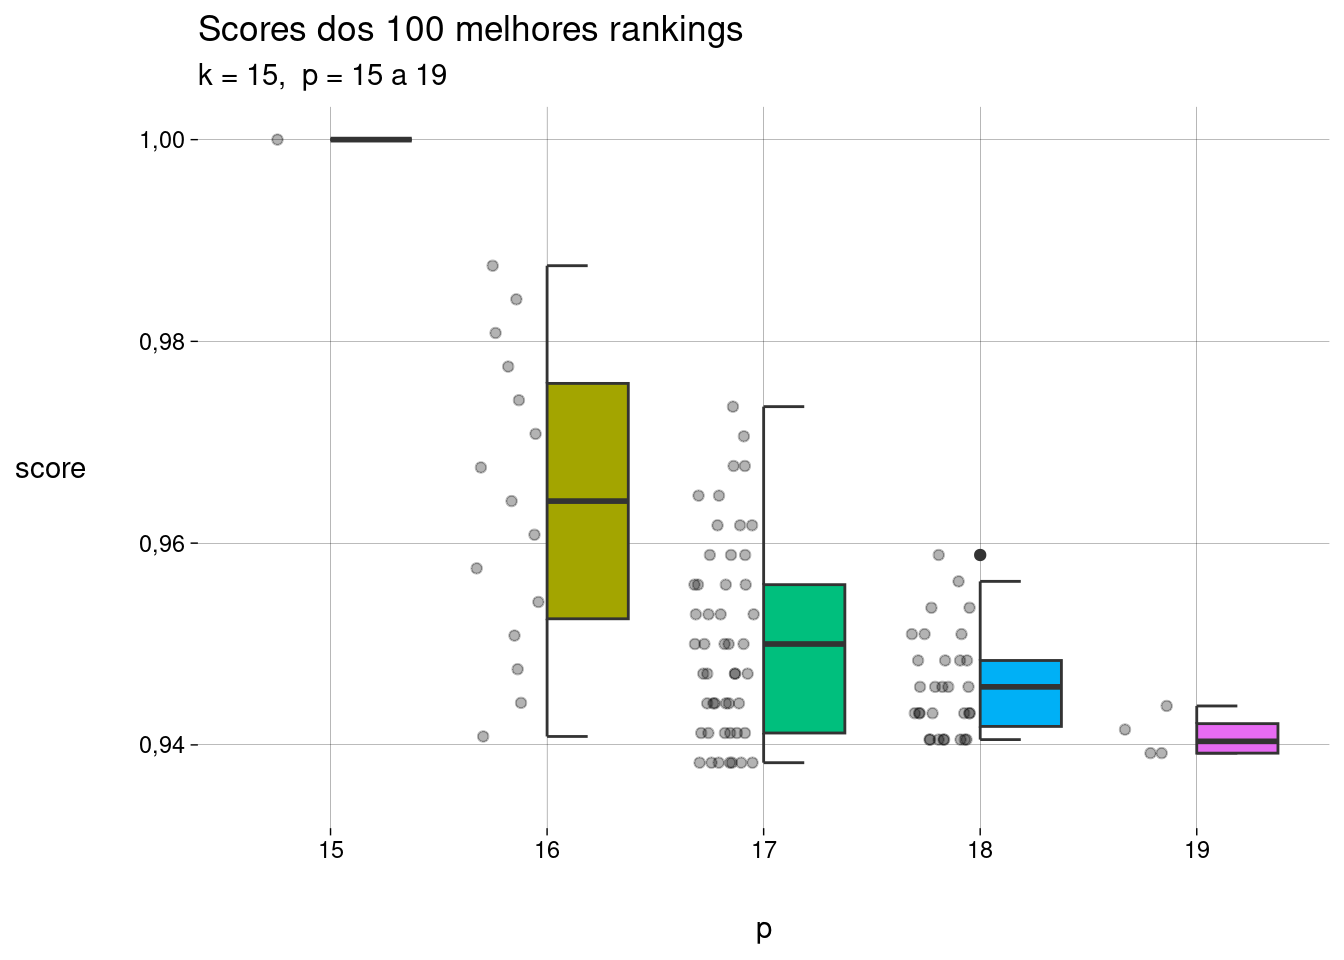 Scores dos 100 melhores rankings
k = 15,  p = 15 a 19
1,00
0,98
score
0,96
0,94
15 16 17 18 19
p